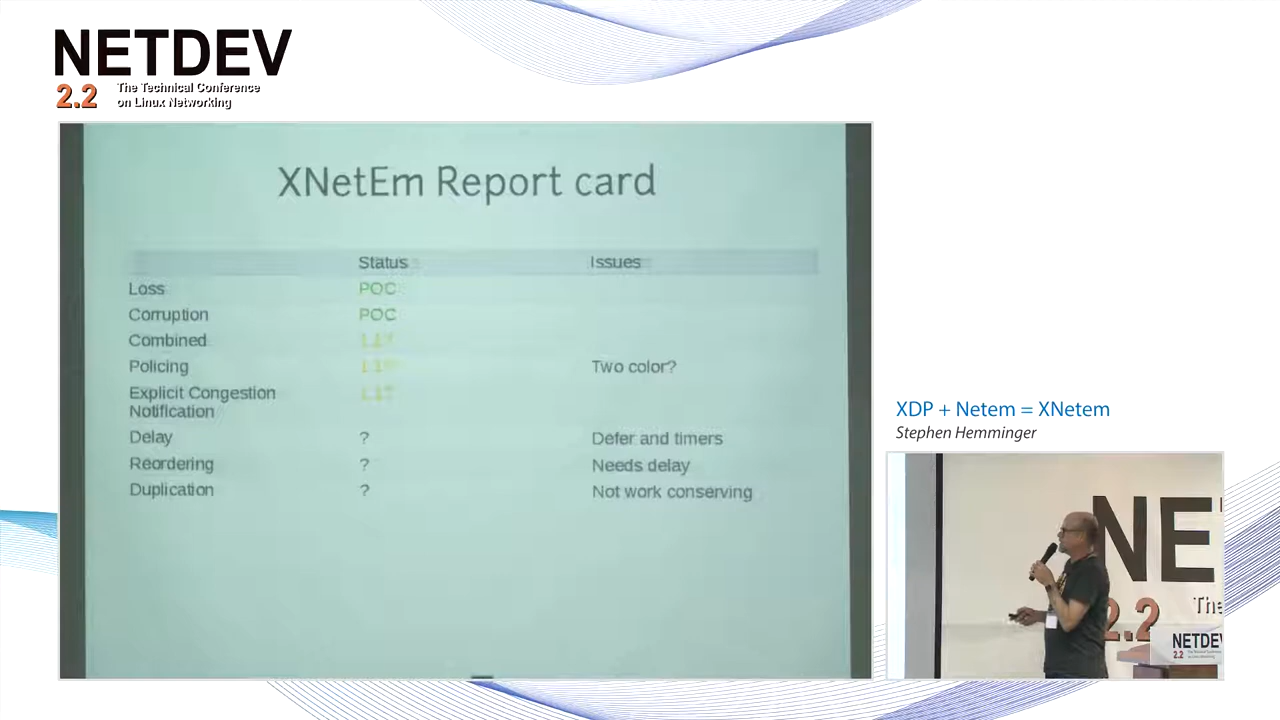 NETDEV
2.2 The Technical Conference
on Linux Networking
XNetEm Report card
Status Issues
Loss POC
Corruption POC
Combined
Policing Two color?
Explicit Congestion
Notification
Delay ? Defer and timers
Reordering ? Needs delay
Duplication ? Not work conserving
XDP + Netem = XNetem
Stephen Hemminger
NE
2.2 The
NETDEV
2.2